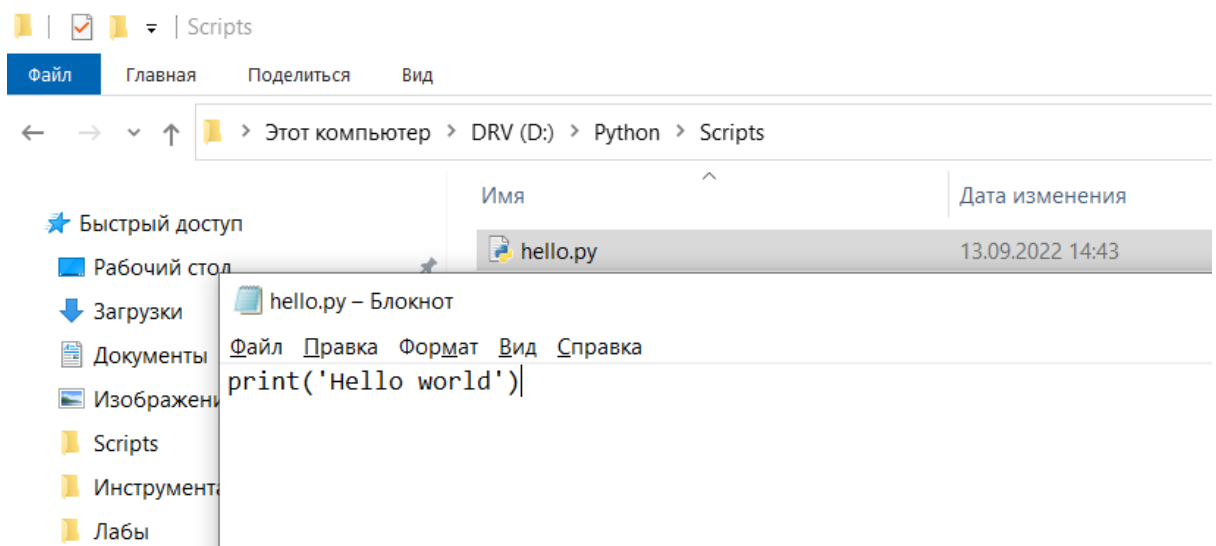 Scripts
Файл Главная Поделиться Вид
Этот компьютер > DRV (D:) > Python > Scripts
Имя Дата изменения
Быстрый доступ
hello.py 13.09.2022 14:43
Рабочий стол
hello.py – Блокнот
Загрузки
Файл Правка Формат Вид Справка
Документы
print('Hello world')
Изображени
Scripts
Инструмента
Лабы